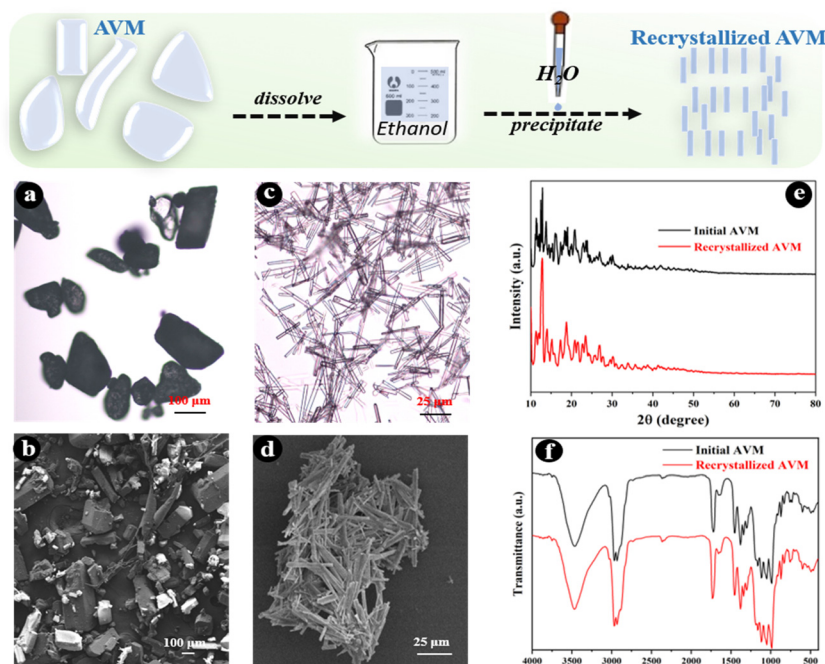 AVM
dissolve
Ethanol
H₂O
precipitate
Recrystallized AVM
a
100 μm
b
100 μm
c
25 μm
d
25 μm
e
Initial AVM
Recrystallized AVM
Intensity (a.u.)
10 20 30 40 50 60 70 80
2θ (degree)
f
Initial AVM
Recrystallized AVM
Transmittance (a.u.)
4000 3500 3000 2500 2000 1500 1000 500